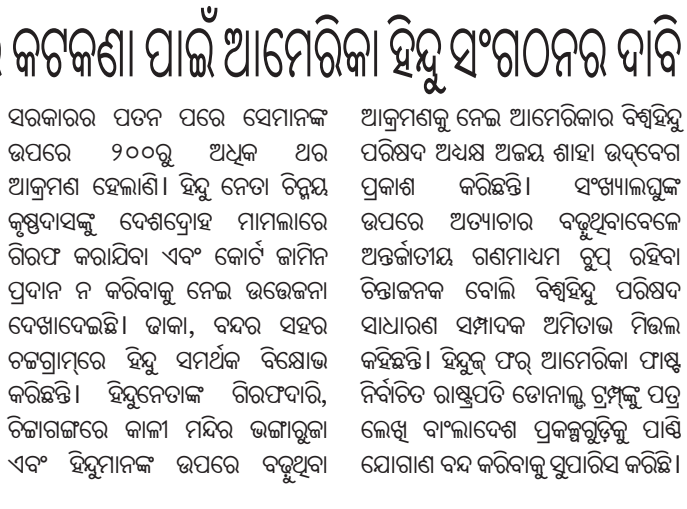 କଟକଣା ପାଇଁ ଆମେରିକା ହିନ୍ଦୁ ସଂଗଠନର ଦାବି
ସରକାରର ପତନ ପରେ ସେମାନଙ୍କ
ଉପରେ ୨୦୦ରୁ ଅଧିକ ଥର
ଆକ୍ରମଣ ହେଲାଣି। ହିନ୍ଦୁ ନେତା ଚିନ୍ମୟ
କୃଷ୍ଣଦାସଙ୍କୁ ଦେଶଦ୍ରୋହ ମାମଲାରେ
ଗିରଫ କରାଯିବା ଏବଂ କୋର୍ଟ ଜାମିନ
ପ୍ରଦାନ ନ କରିବାକୁ ନେଇ ଉତ୍ତେଜନା
ଦେଖାଦେଇଛି। ଢାକା, ବନ୍ଦର ସହର
ଚଟ୍ଟଗ୍ରାମ୍‌ରେ ହିନ୍ଦୁ ସମର୍ଥକ ବିକ୍ଷୋଭ
କରିଛନ୍ତି। ହିନ୍ଦୁନେତାଙ୍କ ଗିରଫଦାରି,
ଚିଟ୍ଟାଗଙ୍ଗରେ କାଳୀ ମନ୍ଦିର ଭଙ୍ଗାରୁଜା
ଏବଂ ହିନ୍ଦୁମାନଙ୍କ ଉପରେ ବଢ଼ୁଥିବା
ଆକ୍ରମଣକୁ ନେଇ ଆମେରିକାର ବିଶ୍ୱହିନ୍ଦୁ
ପରିଷଦ ଅଧ୍ୟକ୍ଷ ଅଜୟ ଶାହା ଉଦ୍‌ବେଗ
ପ୍ରକାଶ କରିଛନ୍ତି। ସଂଖ୍ୟାଲଘୁଙ୍କ
ଉପରେ ଅତ୍ୟାଚାର ବଢ଼ୁଥିବାବେଳେ
ଅନ୍ତର୍ଜାତୀୟ ଗଣମାଧ୍ୟମ ଚୁପ୍ ରହିବା
ଚିନ୍ତାଜନକ ବୋଲି ବିଶ୍ୱହିନ୍ଦୁ ପରିଷଦ
ସାଧାରଣ ସମ୍ପାଦକ ଅମିତାଭ ମିତ୍ତଲ
କହିଛନ୍ତି। ହିନ୍ଦୁଜ୍ ଫର୍ ଆମେରିକା ଫାଷ୍ଟ
ନିର୍ବାଚିତ ରାଷ୍ଟ୍ରପତି ଡୋନାଲ୍ଡ ଟ୍ରମ୍ପ୍‌ଙ୍କୁ ପତ୍ର
ଲେଖି ବାଂଲାଦେଶ ପ୍ରକଳ୍ପଗୁଡ଼ିକୁ ପାଣ୍ଠି
ଯୋଗାଣ ବନ୍ଦ କରିବାକୁ ସୁପାରିସ କରିଛି।